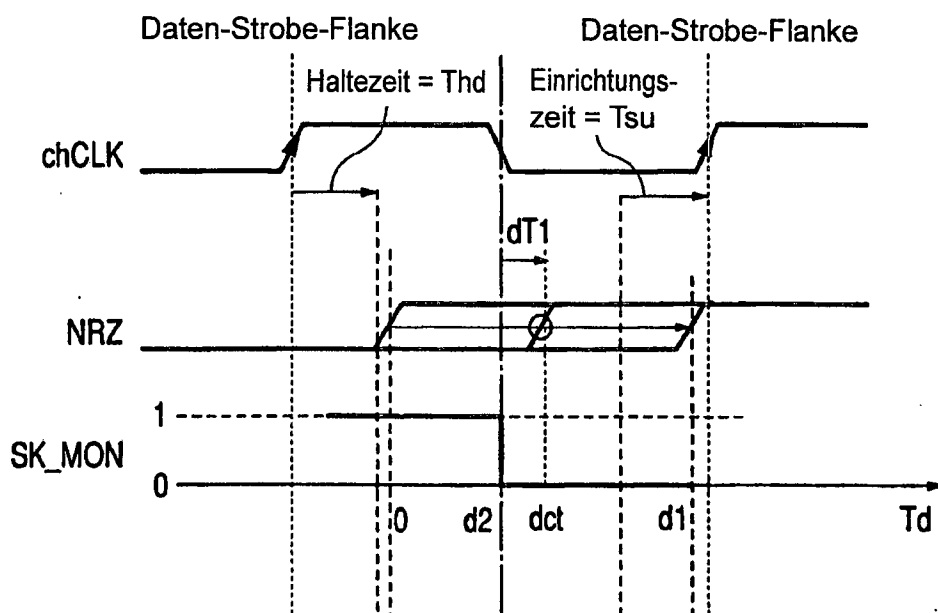 Daten-Strobe-Flanke
Daten-Strobe-Flanke
Haltezeit = Thd
Einrichtungs-
zeit = Tsu
chCLK
dT1
NRZ
1
SK_MON
0
0 d2 dct d1 Td